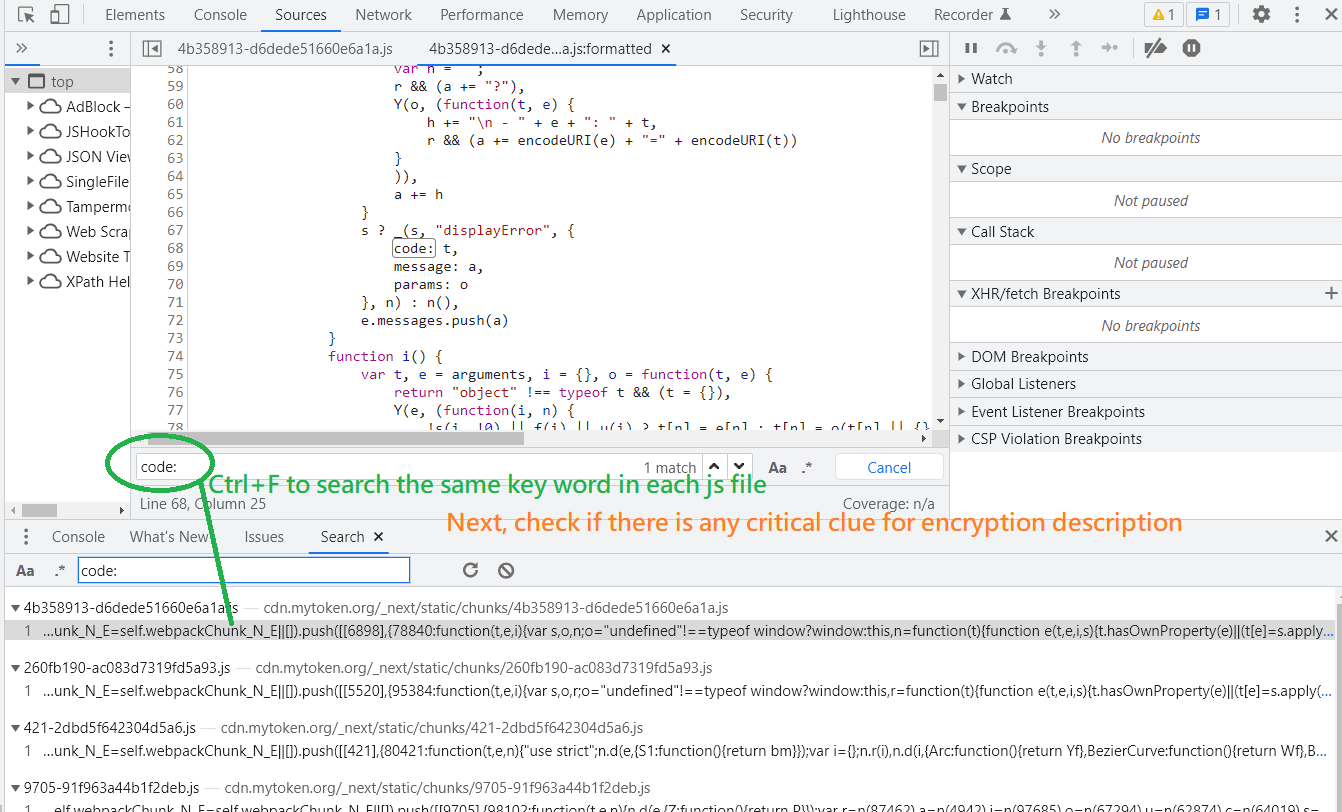 Elements Console Sources Network Performance Memory Application Security Lighthouse Recorder 1 1
4b358913-d6dede51660e6a1a.js 4b358913-d6dede...a.js:formatted
top
AdBlock –
JSHookTo
JSON View
SingleFile
Tampermo
Web Scrap
Website T
XPath Hel
58 var h = "";
59 r && (a += "?"),
60 Y(o, (function(t, e) {
61 h += "\n - " + e + ": " + t,
62 r && (a += encodeURI(e) + "=" + encodeURI(t))
63 }
64 )),
65 a += h
66 }
67 s ? _(s, "displayError", {
68 code: t,
69 message: a,
70 params: o
71 }, n) : n(),
72 e.messages.push(a)
73 }
74 function i() {
75 var t, e = arguments, i = {}, o = function(t, e) {
76 return "object" !== typeof t && (t = {}),
77 Y(e, (function(i, n) {
78 !s(i, !0) || f(i) || u(i) ? t[n] = e[n] : t[n] = o(t[n] || {}
Watch
Breakpoints
No breakpoints
Scope
Not paused
Call Stack
Not paused
XHR/fetch Breakpoints
No breakpoints
DOM Breakpoints
Global Listeners
Event Listener Breakpoints
CSP Violation Breakpoints
code: 1 match Aa .* Cancel
Ctrl+F to search the same key word in each js file
Line 68, Column 25 Coverage: n/a
Next, check if there is any critical clue for encryption description
Console What's New Issues Search
Aa .* code:
4b358913-d6dede51660e6a1a.js — cdn.mytoken.org/_next/static/chunks/4b358913-d6dede51660e6a1a.js
1 ...unk_N_E=self.webpackChunk_N_E||[]).push([[6898],{78840:function(t,e,i){var s,o,n;o="undefined"!==typeof window?window:this,n=function(t){function e(t,e,i,s){t.hasOwnProperty(e)||(t[e]=s.apply...
260fb190-ac083d7319fd5a93.js — cdn.mytoken.org/_next/static/chunks/260fb190-ac083d7319fd5a93.js
1 ...unk_N_E=self.webpackChunk_N_E||[]).push([[5520],{95384:function(t,e,i){var s,o,r;o="undefined"!==typeof window?window:this,r=function(t){function e(t,e,i,s){t.hasOwnProperty(e)||(t[e]=s.apply(...
421-2dbd5f642304d5a6.js — cdn.mytoken.org/_next/static/chunks/421-2dbd5f642304d5a6.js
1 ...unk_N_E=self.webpackChunk_N_E||[]).push([[421],{80421:function(t,e,n){"use strict";n.d(e,{S1:function(){return bm}});var i={};n.r(i),n.d(i,{Arc:function(){return Yf},BezierCurve:function(){return Wf},B...
9705-91f963a44b1f2deb.js — cdn.mytoken.org/_next/static/chunks/9705-91f963a44b1f2deb.js